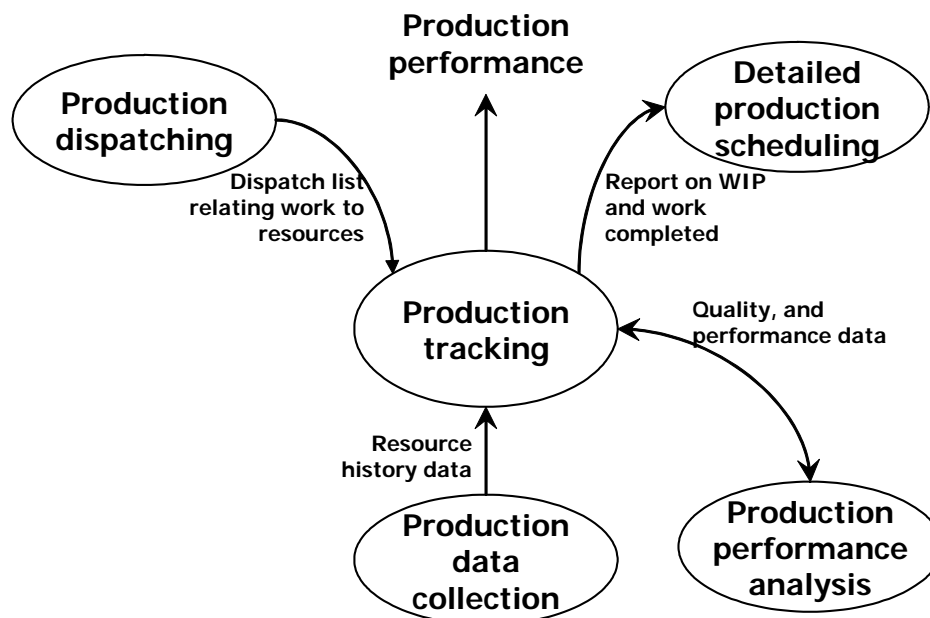 Production
performance
Production
dispatching
Detailed
production
scheduling
Dispatch list
relating work to
resources
Report on WIP
and work
completed
Production
tracking
Quality, and
performance data
Resource
history data
Production
data
collection
Production
performance
analysis